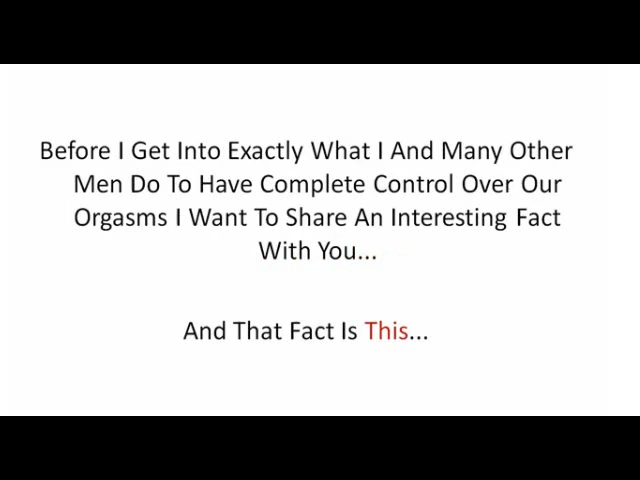 Before I Get Into Exactly What I And Many Other
Men Do To Have Complete Control Over Our
Orgasms I Want To Share An Interesting Fact
With You...
And That Fact Is This...